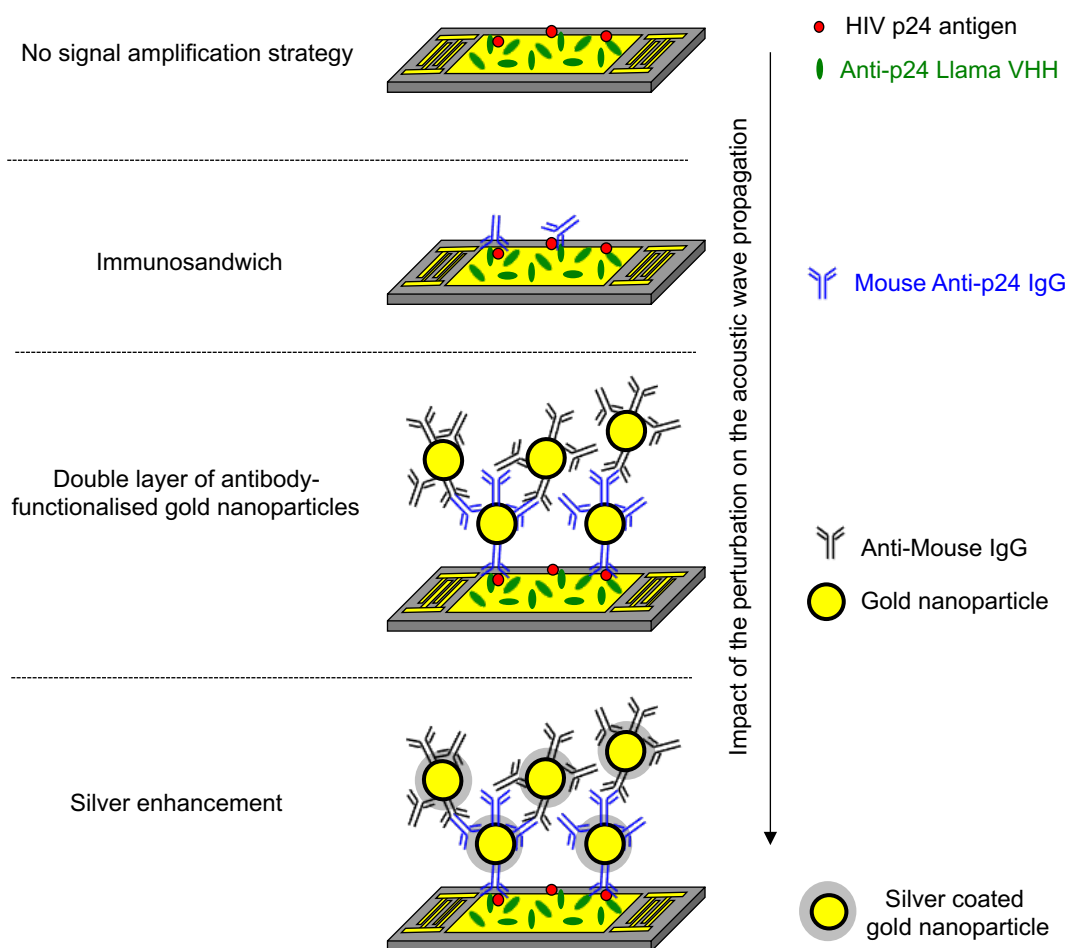 No signal amplification strategy
HIV p24 antigen
Anti-p24 Llama VHH
Immunosandwich
Mouse Anti-p24 IgG
Double layer of antibody-
functionalised gold nanoparticles
Anti-Mouse IgG
Gold nanoparticle
Silver enhancement
Silver coated
gold nanoparticle
Impact of the perturbation on the acoustic wave propagation